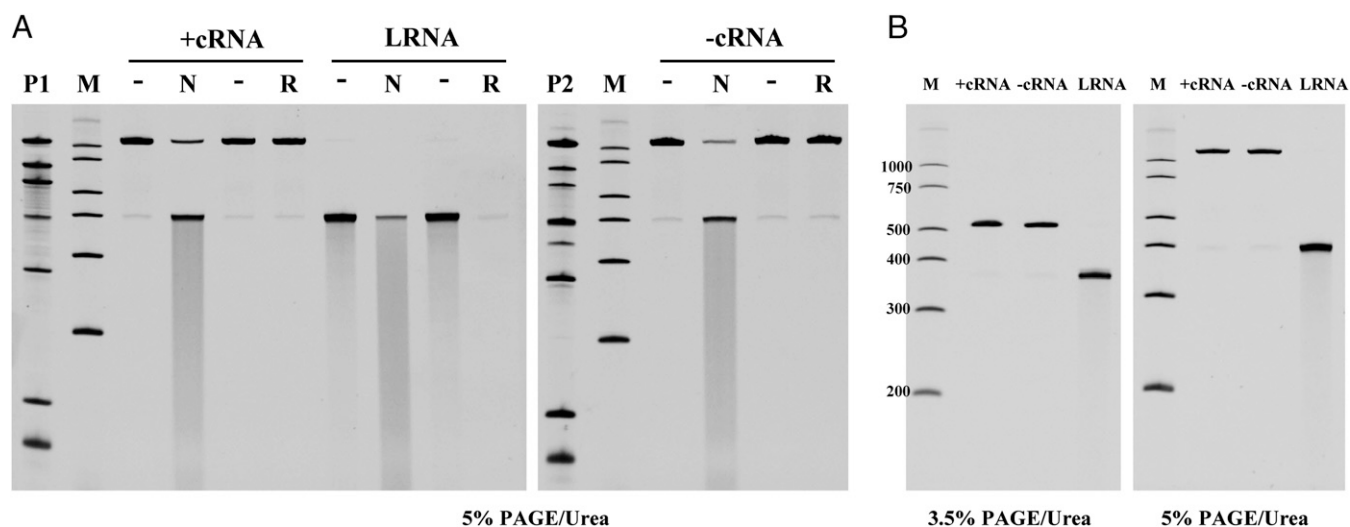 A
+cRNA LRNA -cRNA
P1 M - N - R - N - R P2 M - N - R
5% PAGE/Urea
B
M +cRNA -cRNA LRNA M +cRNA -cRNA LRNA
1000
750
500
400
300
200
3.5% PAGE/Urea 5% PAGE/Urea